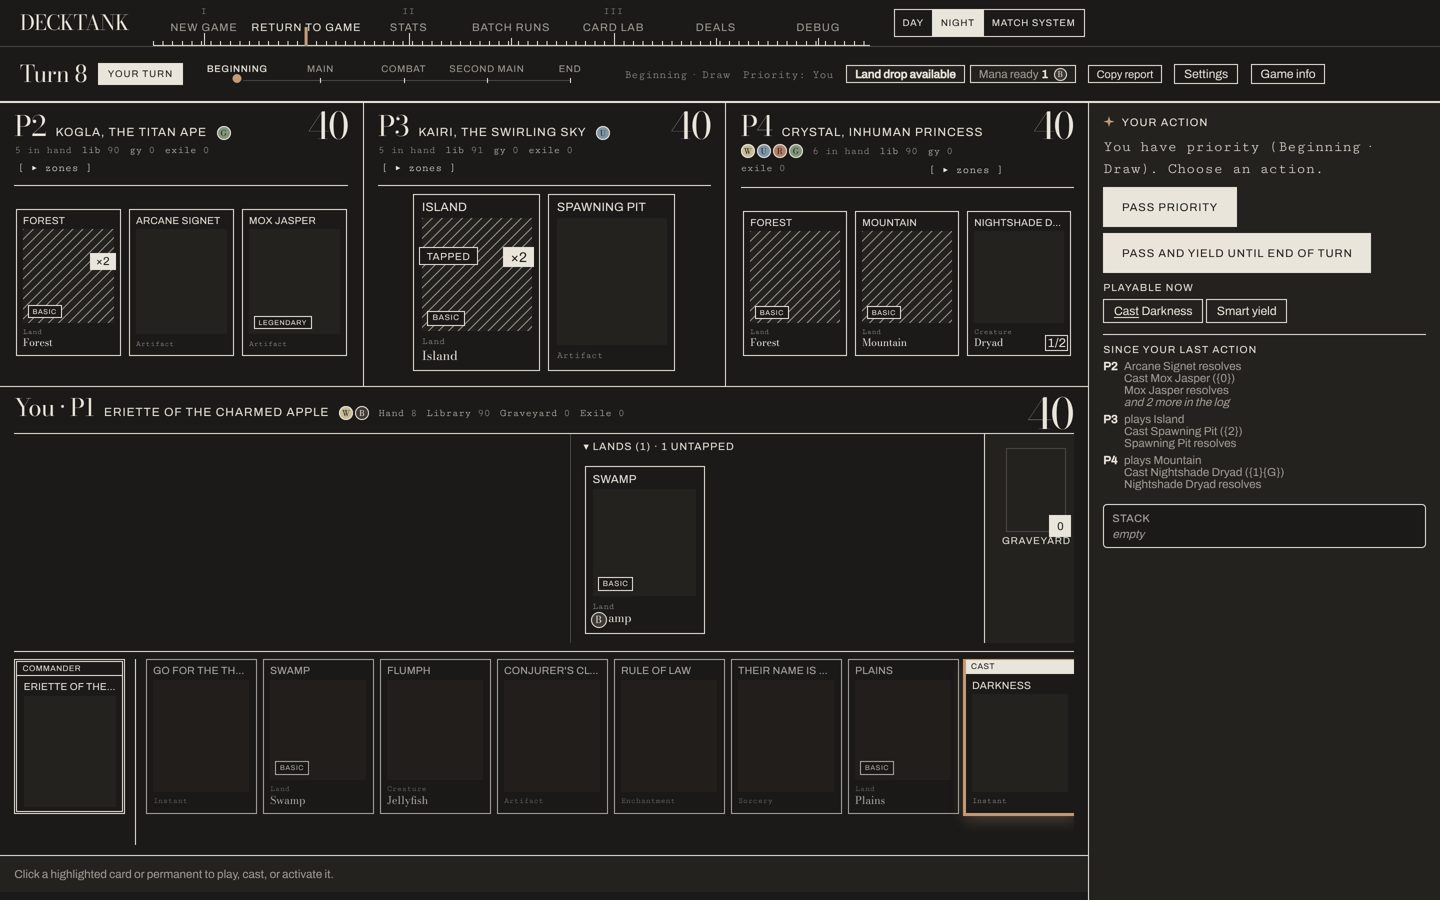 DECKTANK
I
NEW GAME
RETURN TO GAME
II
STATS
BATCH RUNS
III
CARD LAB
DEALS
DEBUG
DAY
NIGHT
MATCH SYSTEM
Turn 8
YOUR TURN
BEGINNING
MAIN
COMBAT
SECOND MAIN
END
Beginning · Draw Priority: You
Land drop available
Mana ready 1 B
Copy report
Settings
Game info
P2 KOGLA, THE TITAN APE G 40
5 in hand lib 90 gy 0 exile 0
[ ▸ zones ]
FOREST
×2
BASIC
Land
Forest
ARCANE SIGNET
Artifact
MOX JASPER
LEGENDARY
Artifact
P3 KAIRI, THE SWIRLING SKY U 40
5 in hand lib 91 gy 0 exile 0
[ ▸ zones ]
ISLAND
TAPPED
×2
BASIC
Land
Island
SPAWNING PIT
Artifact
P4 CRYSTAL, INHUMAN PRINCESS 40
W U R G 6 in hand lib 90 gy 0
exile 0
[ ▸ zones ]
FOREST
BASIC
Land
Forest
MOUNTAIN
BASIC
Land
Mountain
NIGHTSHADE D...
Creature
Dryad
1/2
You · P1 ERIETTE OF THE CHARMED APPLE W B Hand 8 Library 90 Graveyard 0 Exile 0 40
▾ LANDS (1) · 1 UNTAPPED
SWAMP
BASIC
Land
B amp
0
GRAVEYARD
COMMANDER
ERIETTE OF THE...
GO FOR THE TH...
Instant
SWAMP
BASIC
Land
Swamp
FLUMPH
Creature
Jellyfish
CONJURER'S CL...
Artifact
RULE OF LAW
Enchantment
THEIR NAME IS ...
Sorcery
PLAINS
BASIC
Land
Plains
CAST
DARKNESS
Instant
Click a highlighted card or permanent to play, cast, or activate it.
YOUR ACTION
You have priority (Beginning ·
Draw). Choose an action.
PASS PRIORITY
PASS AND YIELD UNTIL END OF TURN
PLAYABLE NOW
Cast Darkness
Smart yield
SINCE YOUR LAST ACTION
P2 Arcane Signet resolves
Cast Mox Jasper ({0})
Mox Jasper resolves
and 2 more in the log
P3 plays Island
Cast Spawning Pit ({2})
Spawning Pit resolves
P4 plays Mountain
Cast Nightshade Dryad ({1}{G})
Nightshade Dryad resolves
STACK
empty